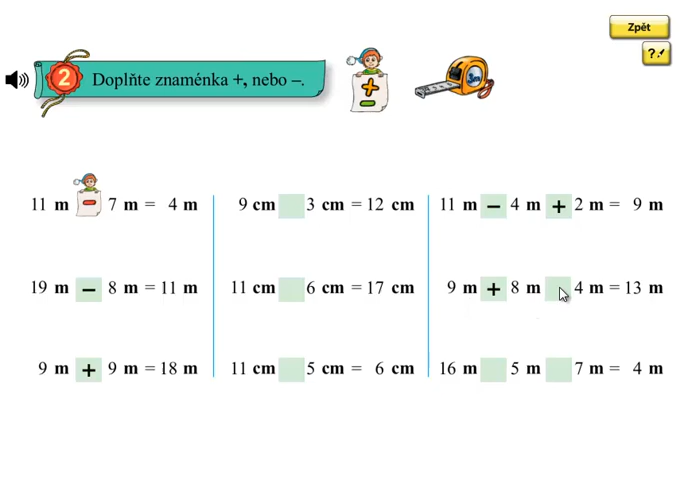 Zpět
?✓
2 Doplňte znaménka +, nebo –.
+
–
3m
11 m - 7 m = 4 m
9 cm 3 cm = 12 cm
11 m − 4 m + 2 m = 9 m
19 m − 8 m = 11 m
11 cm 6 cm = 17 cm
9 m + 8 m 4 m = 13 m
9 m + 9 m = 18 m
11 cm 5 cm = 6 cm
16 m 5 m 7 m = 4 m